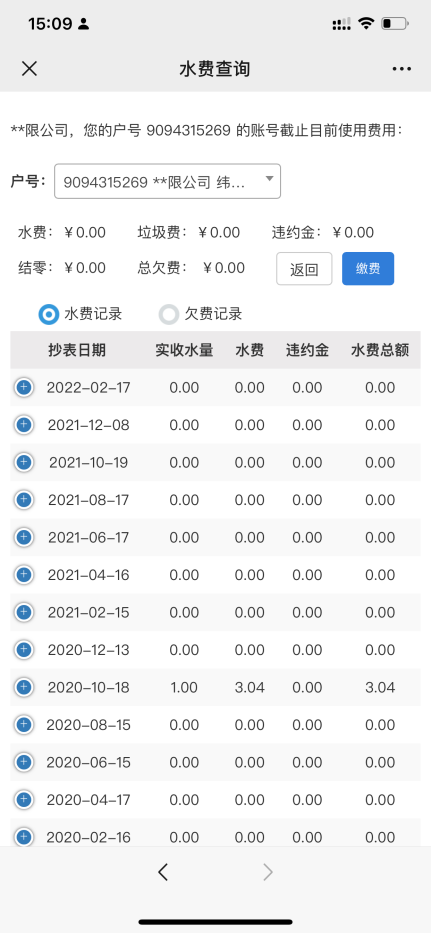 15:09
水费查询
**限公司，您的户号 9094315269 的账号截止目前使用费用：
户号： 9094315269 **限公司 纬...
水费：￥0.00 垃圾费：￥0.00 违约金：￥0.00
结零：￥0.00 总欠费：￥0.00 返回 缴费
水费记录 欠费记录
抄表日期 实收水量 水费 违约金 水费总额
2022-02-17 0.00 0.00 0.00 0.00
2021-12-08 0.00 0.00 0.00 0.00
2021-10-19 0.00 0.00 0.00 0.00
2021-08-17 0.00 0.00 0.00 0.00
2021-06-17 0.00 0.00 0.00 0.00
2021-04-16 0.00 0.00 0.00 0.00
2021-02-15 0.00 0.00 0.00 0.00
2020-12-13 0.00 0.00 0.00 0.00
2020-10-18 1.00 3.04 0.00 3.04
2020-08-15 0.00 0.00 0.00 0.00
2020-06-15 0.00 0.00 0.00 0.00
2020-04-17 0.00 0.00 0.00 0.00
2020-02-16 0.00 0.00 0.00 0.00